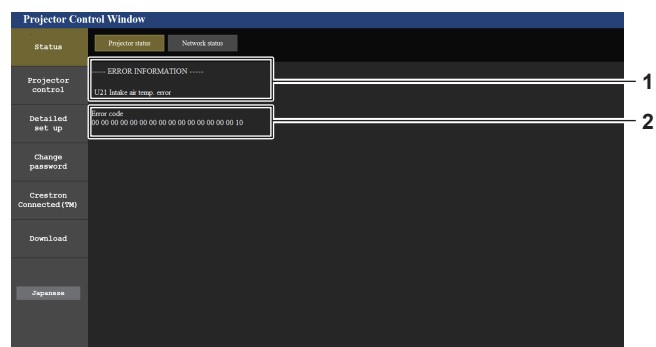 Projector Control Window
Status
Projector status
Network status
Projector
control
Detailed
set up
Change
password
Crestron
Connected(TM)
Download
Japanese
----- ERROR INFORMATION -----
U21 Intake air temp. error
Error code
00 00 00 00 00 00 00 00 00 00 00 00 00 00 00 10
1
2